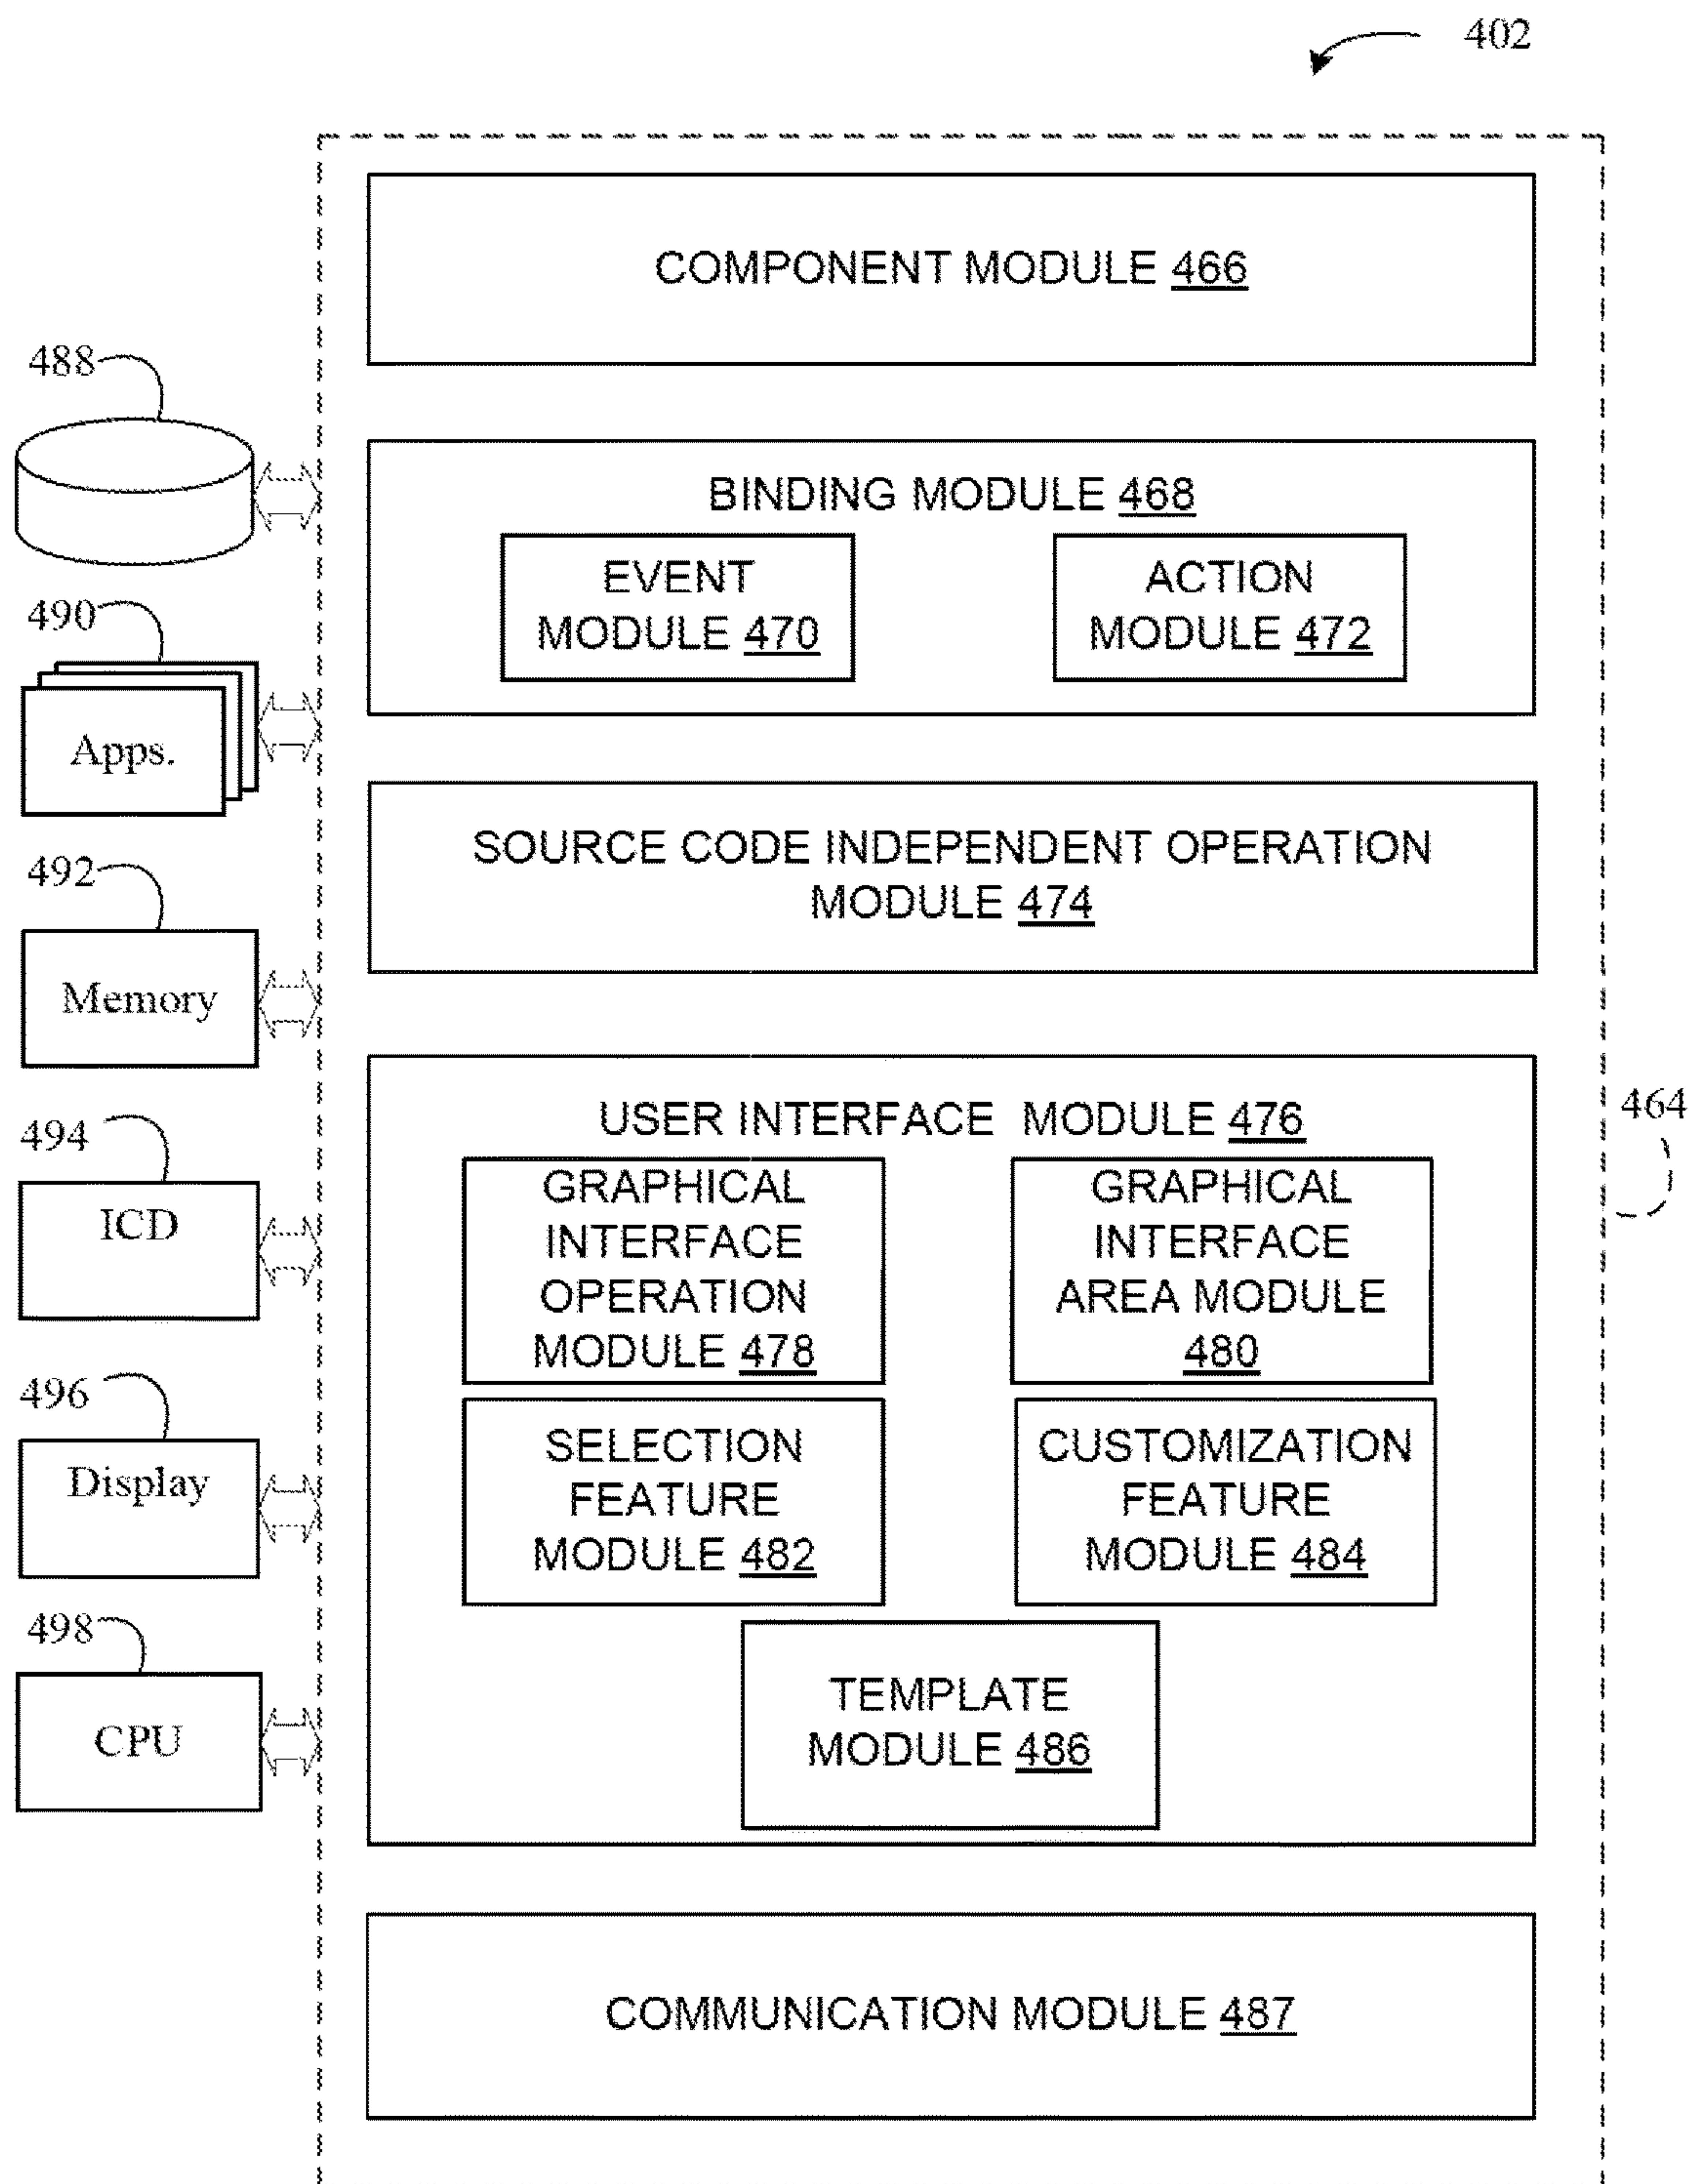 402
COMPONENT MODULE 466
488
BINDING MODULE 468
EVENT
MODULE 470
ACTION
MODULE 472
490
Apps.
SOURCE CODE INDEPENDENT OPERATION
MODULE 474
492
Memory
USER INTERFACE MODULE 476
464
494
ICD
GRAPHICAL
INTERFACE
OPERATION
MODULE 478
GRAPHICAL
INTERFACE
AREA MODULE
480
496
Display
SELECTION
FEATURE
MODULE 482
CUSTOMIZATION
FEATURE
MODULE 484
498
CPU
TEMPLATE
MODULE 486
COMMUNICATION MODULE 487